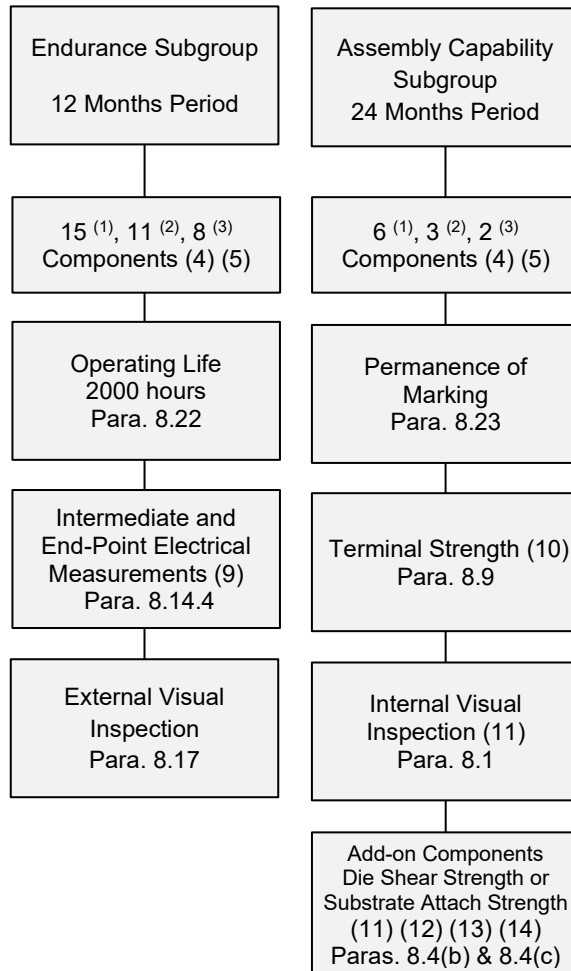 Endurance Subgroup
12 Months Period
15 (1), 11 (2), 8 (3)
Components (4) (5)
Operating Life
2000 hours
Para. 8.22
Intermediate and
End-Point Electrical
Measurements (9)
Para. 8.14.4
External Visual
Inspection
Para. 8.17
Assembly Capability
Subgroup
24 Months Period
6 (1), 3 (2), 2 (3)
Components (4) (5)
Permanence of
Marking
Para. 8.23
Terminal Strength (10)
Para. 8.9
Internal Visual
Inspection (11)
Para. 8.1
Add-on Components
Die Shear Strength or
Substrate Attach Strength
(11) (12) (13) (14)
Paras. 8.4(b) & 8.4(c)